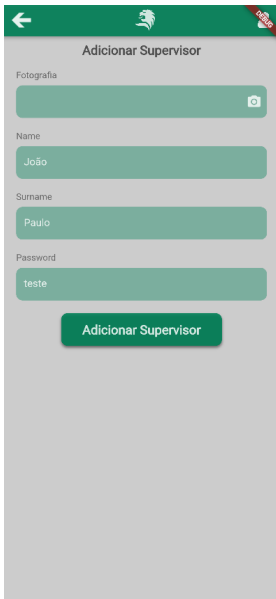 DEBUG
Adicionar Supervisor
Fotografia
Name
João
Surname
Paulo
Password
teste
Adicionar Supervisor